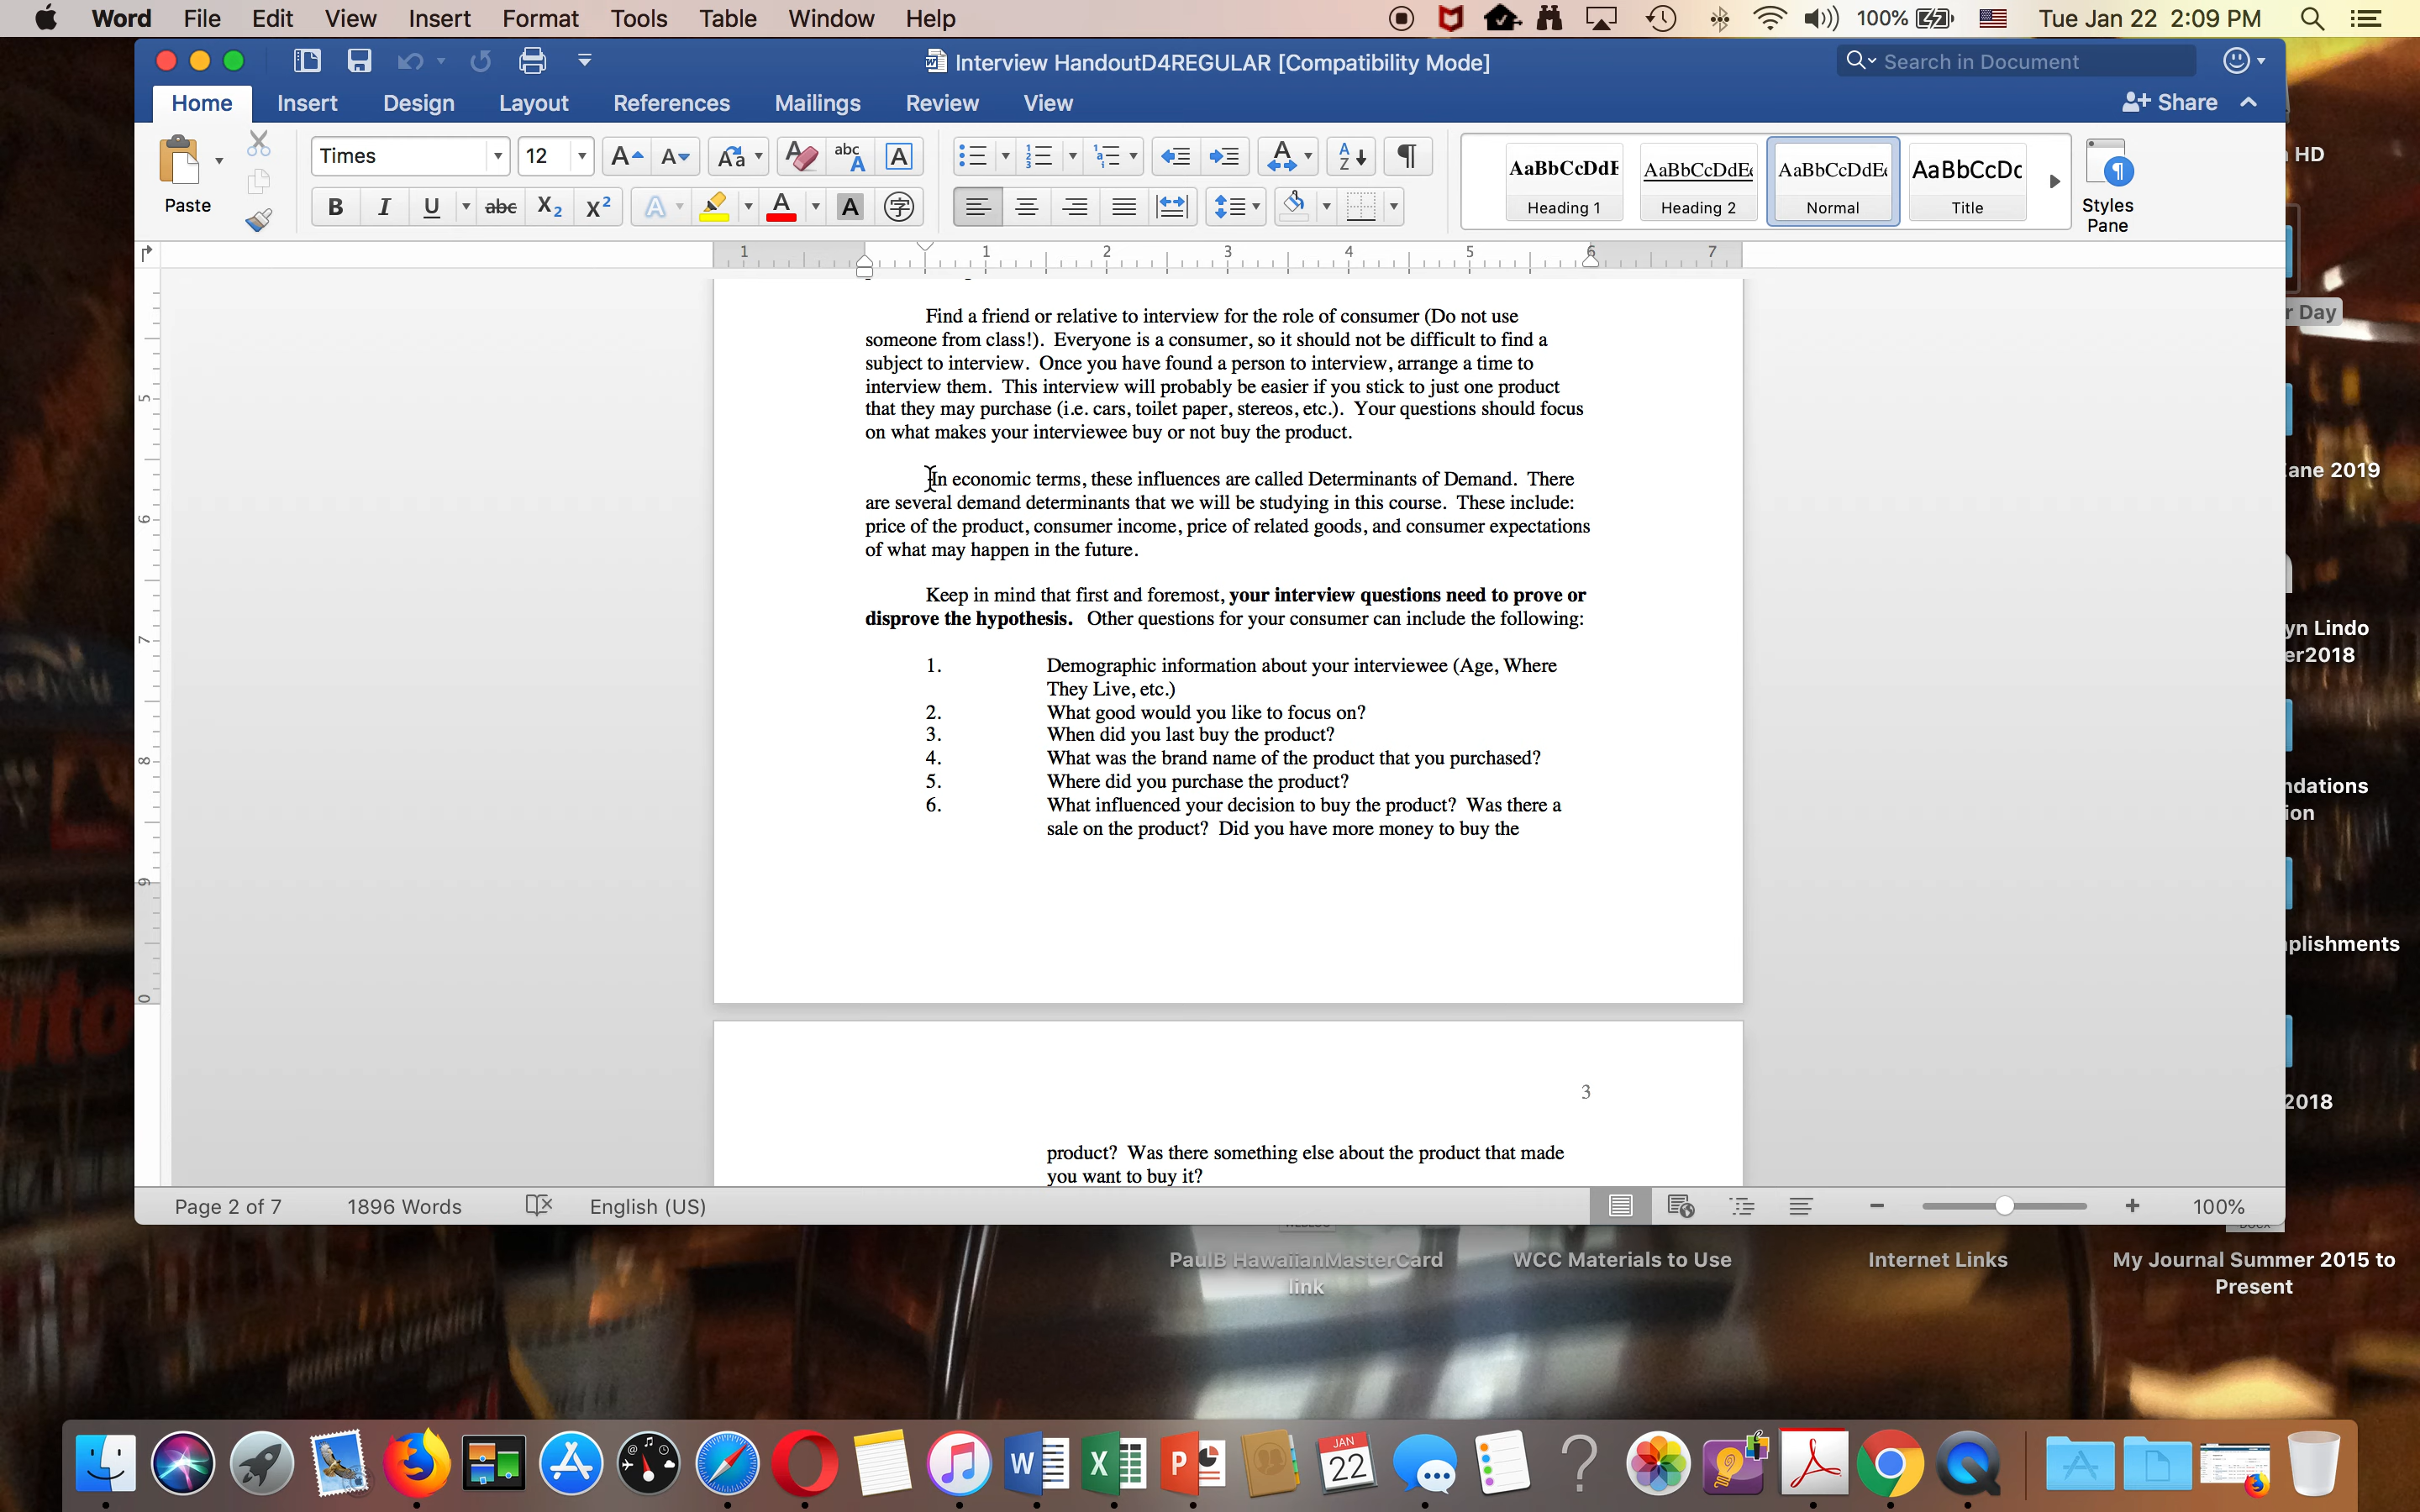 Word File Edit View Insert Format Tools Table Window Help 100% Tue Jan 22 2:09 PM
Interview HandoutD4REGULAR [Compatibility Mode] Search in Document
Home Insert Design Layout References Mailings Review View Share
Paste Times 12 AaBbCcDdE AaBbCcDdEe AaBbCcDdEe AaBbCcDc
Heading 1 Heading 2 Normal Title Styles
Pane
1 1 2 3 4 5 6 7
HD
r Day
ane 2019
yn Lindo
er2018
ndations
ion
plishments
2018
Find a friend or relative to interview for the role of consumer (Do not use
someone from class!). Everyone is a consumer, so it should not be difficult to find a
subject to interview. Once you have found a person to interview, arrange a time to
interview them. This interview will probably be easier if you stick to just one product
that they may purchase (i.e. cars, toilet paper, stereos, etc.). Your questions should focus
on what makes your interviewee buy or not buy the product.
In economic terms, these influences are called Determinants of Demand. There
are several demand determinants that we will be studying in this course. These include:
price of the product, consumer income, price of related goods, and consumer expectations
of what may happen in the future.
Keep in mind that first and foremost, your interview questions need to prove or
disprove the hypothesis. Other questions for your consumer can include the following:
1. Demographic information about your interviewee (Age, Where
They Live, etc.)
2. What good would you like to focus on?
3. When did you last buy the product?
4. What was the brand name of the product that you purchased?
5. Where did you purchase the product?
6. What influenced your decision to buy the product? Was there a
sale on the product? Did you have more money to buy the
3
product? Was there something else about the product that made
you want to buy it?
Page 2 of 7 1896 Words English (US) 100%
PaulB HawaiianMasterCard
link
WCC Materials to Use
Internet Links
My Journal Summer 2015 to
Present
JAN
22